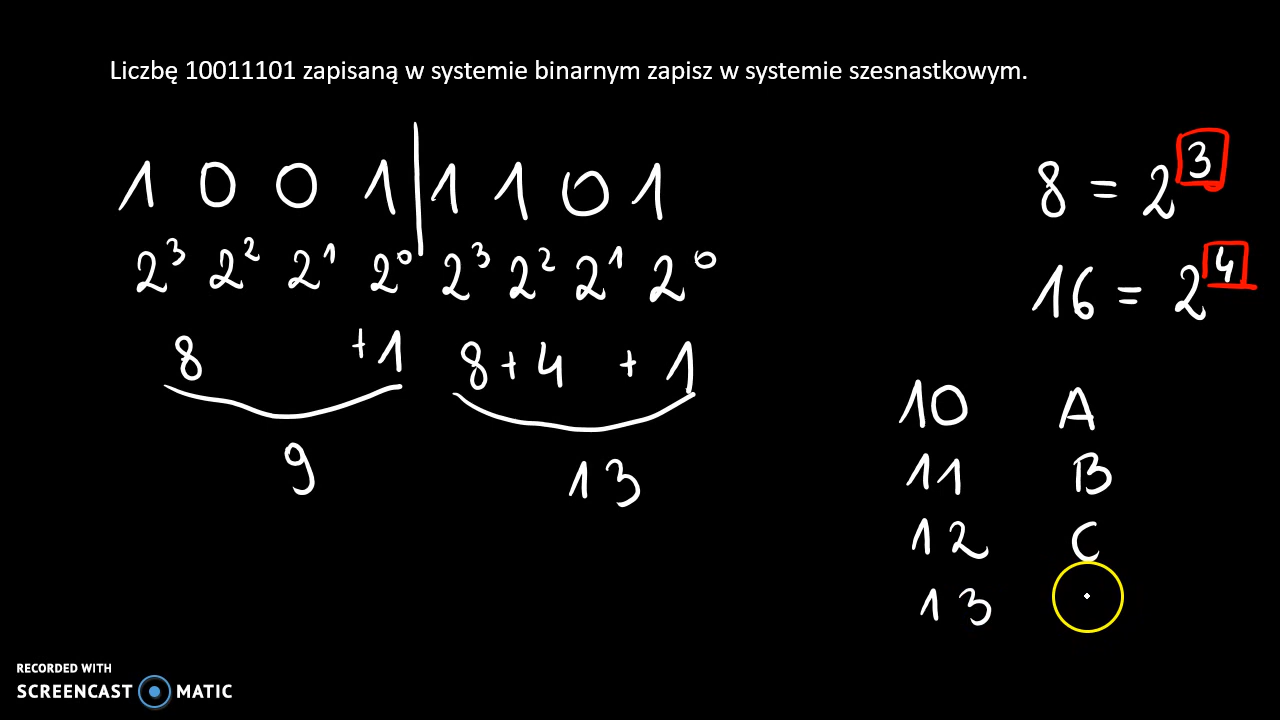 Liczbę 10011101 zapisaną w systemie binarnym zapisz w systemie szesnastkowym.
1 0 0 1 | 1 1 0 1
2³ 2² 2¹ 2⁰ 2³ 2² 2¹ 2⁰
8 +1 8 + 4 + 1
9 13
8 = 2³
16 = 2⁴
10 A
11 B
12 C
13
RECORDED WITH
SCREENCAST MATIC